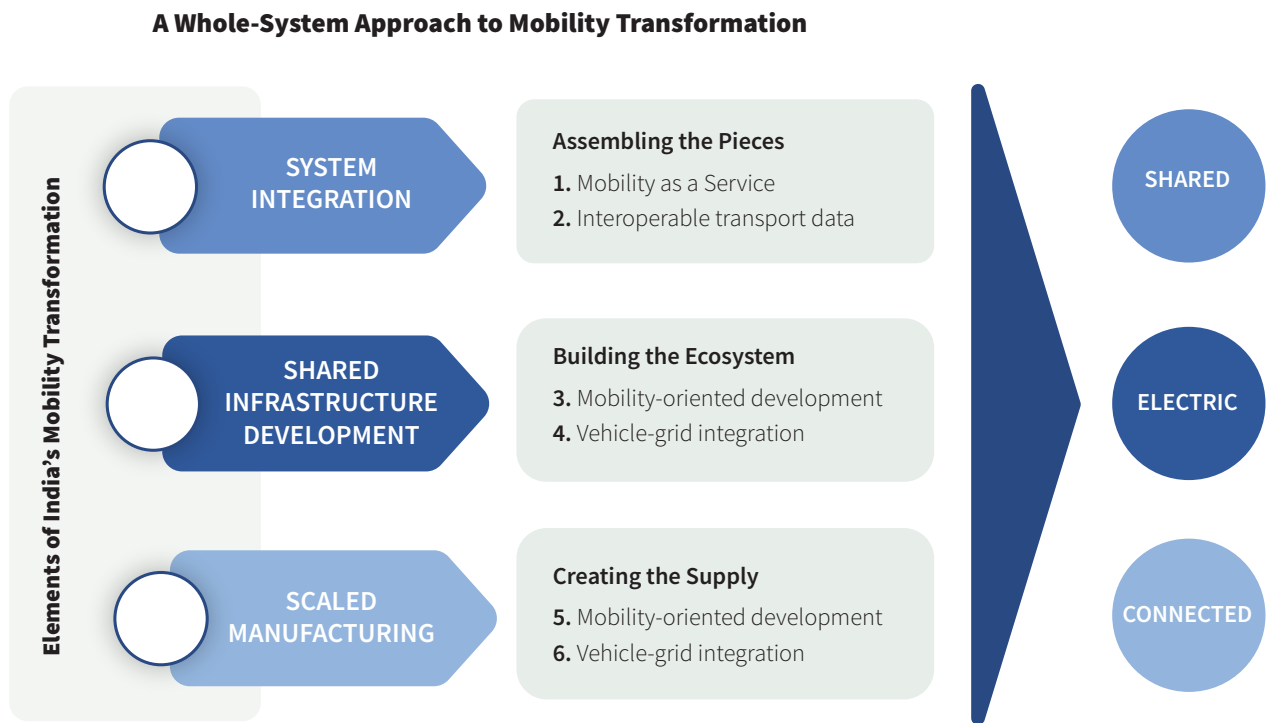 A Whole-System Approach to Mobility Transformation
Elements of India’s Mobility Transformation
SYSTEM
INTEGRATION
Assembling the Pieces
1. Mobility as a Service
2. Interoperable transport data
SHARED
INFRASTRUCTURE
DEVELOPMENT
Building the Ecosystem
3. Mobility-oriented development
4. Vehicle-grid integration
SCALED
MANUFACTURING
Creating the Supply
5. Mobility-oriented development
6. Vehicle-grid integration
SHARED
ELECTRIC
CONNECTED